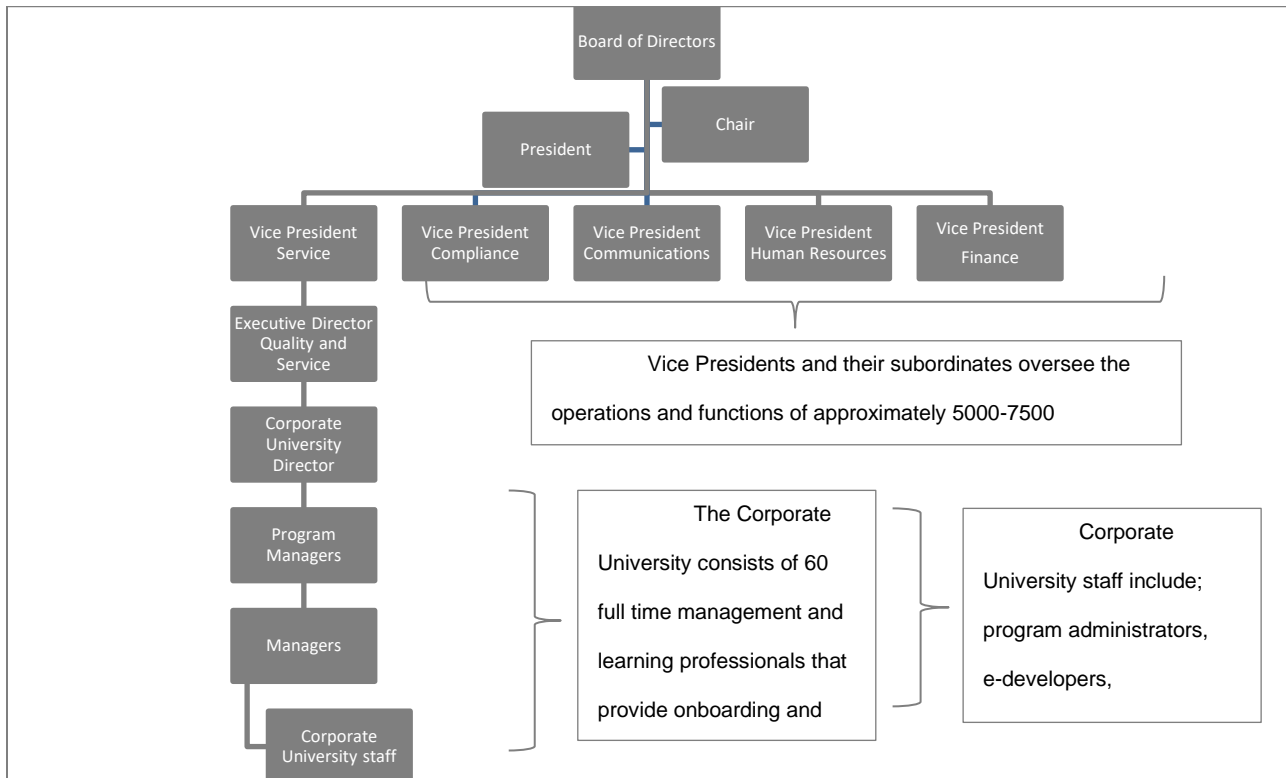 Board of Directors
Chair
President
Vice President
Service
Vice President
Compliance
Vice President
Communications
Vice President
Human Resources
Vice President
Finance
Executive Director
Quality and
Service
Vice Presidents and their subordinates oversee the
operations and functions of approximately 5000-7500
Corporate
University
Director
Program
Managers
Managers
Corporate
University staff
The Corporate
University consists of 60
full time management and
learning professionals that
provide onboarding and
Corporate
University staff include;
program administrators,
e-developers,